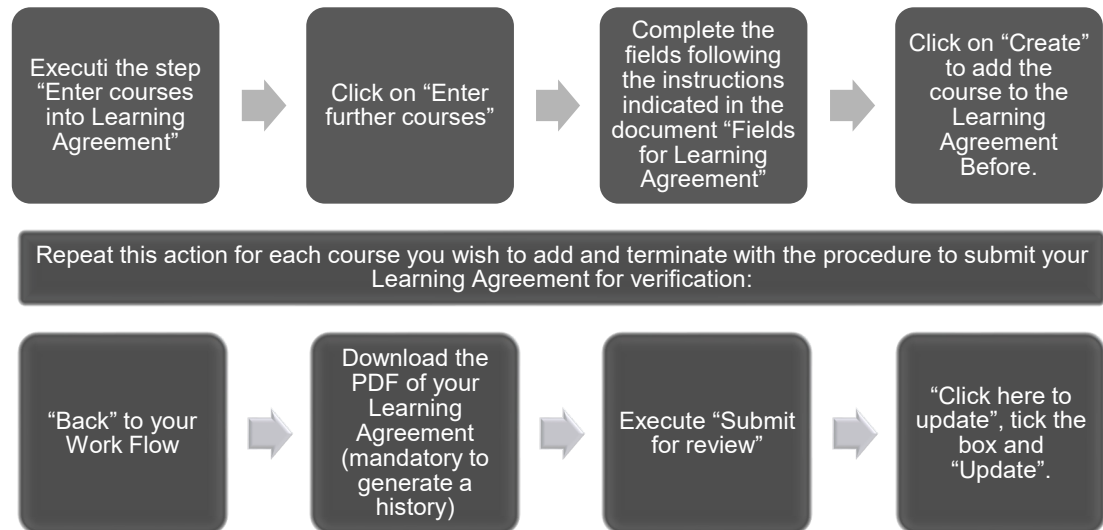 Executi the step
“Enter courses
into Learning
Agreement”
Click on “Enter
further courses”
Complete the
fields following
the instructions
indicated in the
document “Fields
for Learning
Agreement”
Click on “Create”
to add the
course to the
Learning
Agreement
Before.
Repeat this action for each course you wish to add and terminate with the procedure to submit your
Learning Agreement for verification:
“Back” to your
Work Flow
Download the
PDF of your
Learning
Agreement
(mandatory to
generate a
history)
Execute “Submit
for review”
“Click here to
update”, tick the
box and
“Update”.